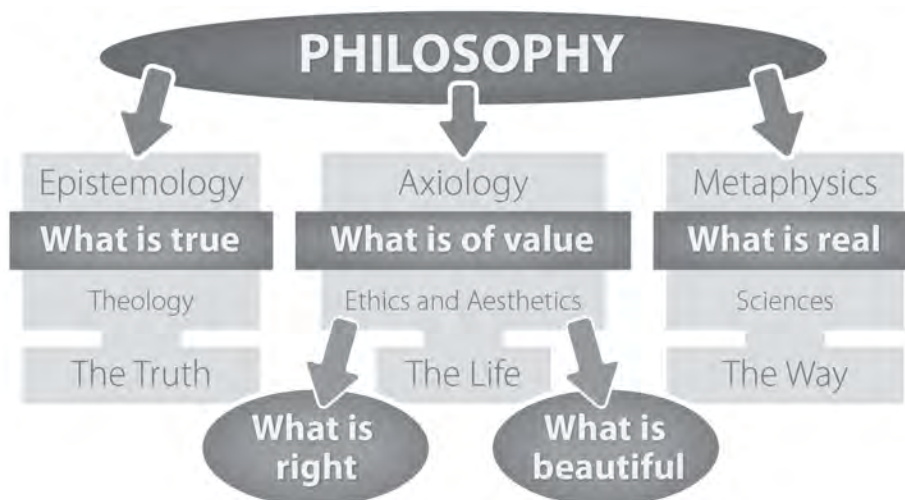 PHILOSOPHY
Epistemology
What is true
Theology
The Truth
Axiology
What is of value
Ethics and Aesthetics
The Life
What is
right
What is
beautiful
Metaphysics
What is real
Sciences
The Way